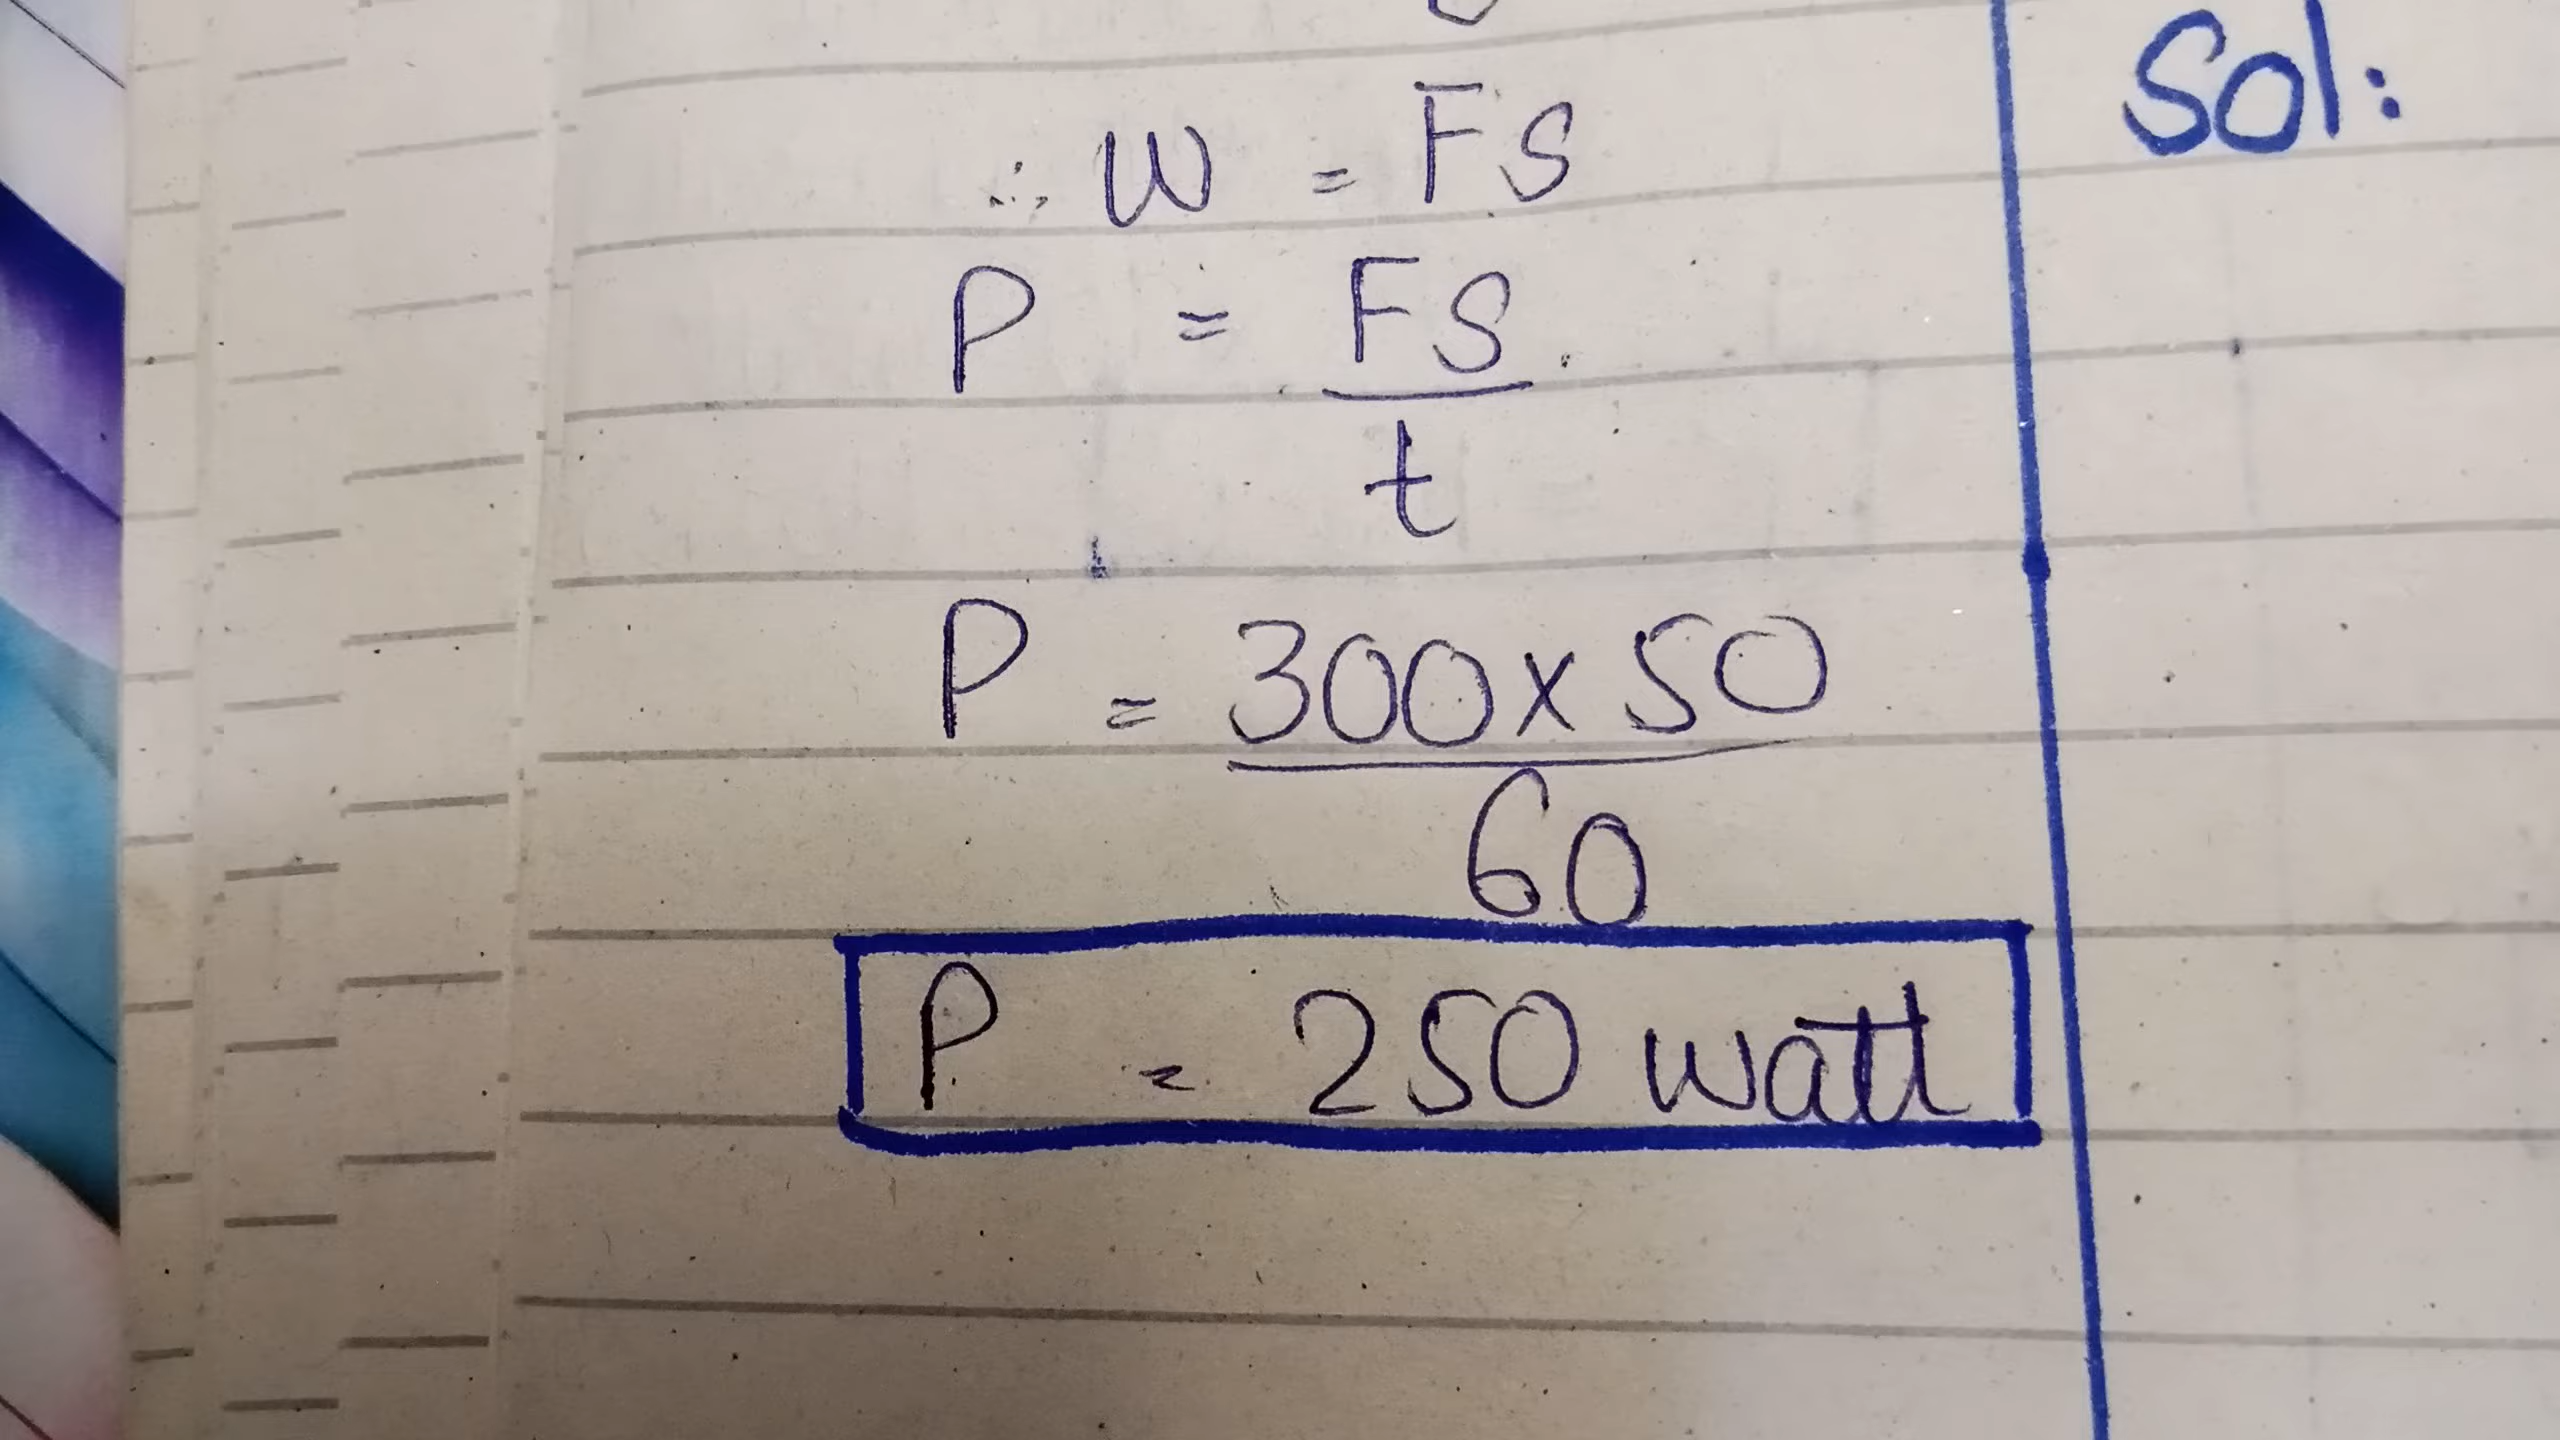 ∴ W = FS
P = FS
t
P = 300 x 50
60
P = 250 watt
Sol: